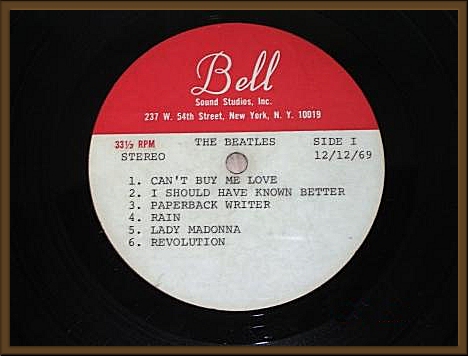 Bell
Sound Studios, Inc.
237 W. 54th Street, New York, N. Y. 10019
33⅓ RPM THE BEATLES SIDE I
STEREO 12/12/69
1. CAN'T BUY ME LOVE
2. I SHOULD HAVE KNOWN BETTER
3. PAPERBACK WRITER
4. RAIN
5. LADY MADONNA
6. REVOLUTION